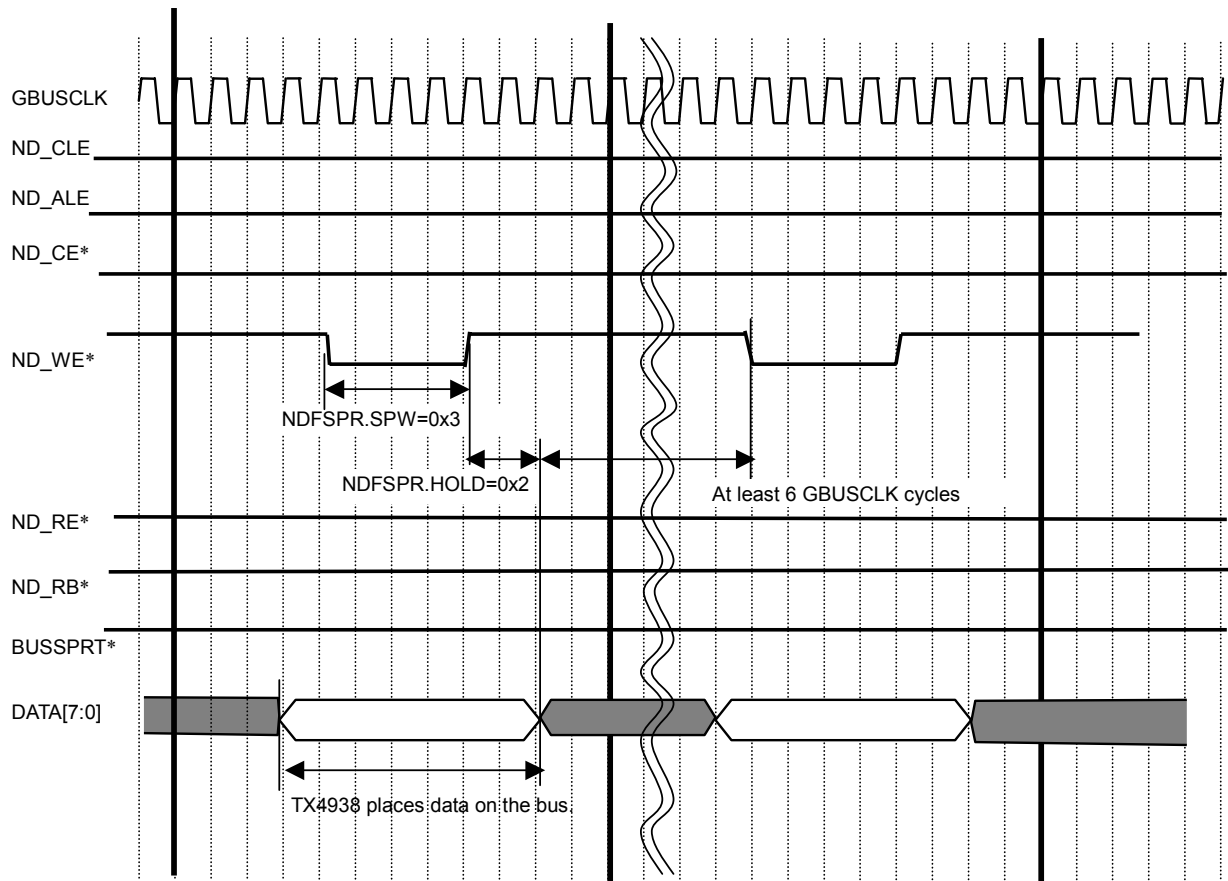 GBUSCLK
ND_CLE
ND_ALE
ND_CE*
ND_WE*
NDFSPR.SPW=0x3
NDFSPR.HOLD=0x2
At least 6 GBUSCLK cycles
ND_RE*
ND_RB*
BUSSPRT*
DATA[7:0]
TX4938 places data on the bus.